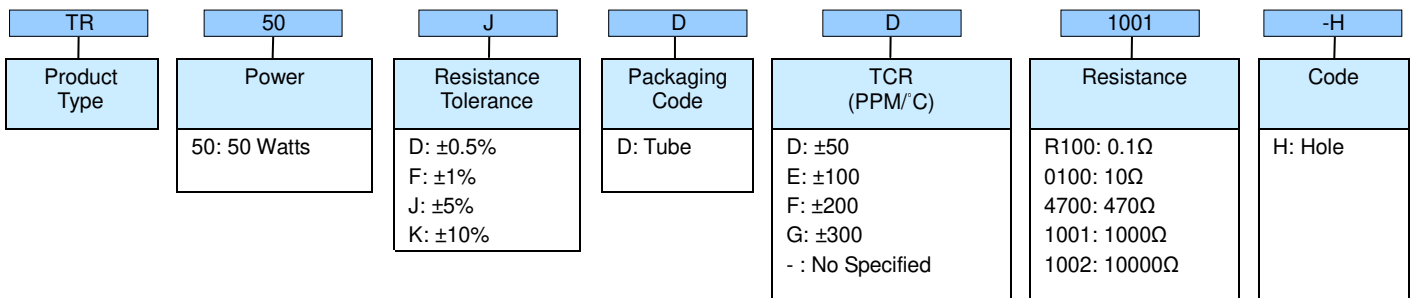 TR 50 J D D 1001 -H
Product Type
Power
Resistance Tolerance
Packaging Code
TCR (PPM/°C)
Resistance
Code
50: 50 Watts
D: ±0.5%
F: ±1%
J: ±5%
K: ±10%
D: Tube
D: ±50
E: ±100
F: ±200
G: ±300
- : No Specified
R100: 0.1Ω
0100: 10Ω
4700: 470Ω
1001: 1000Ω
1002: 10000Ω
H: Hole